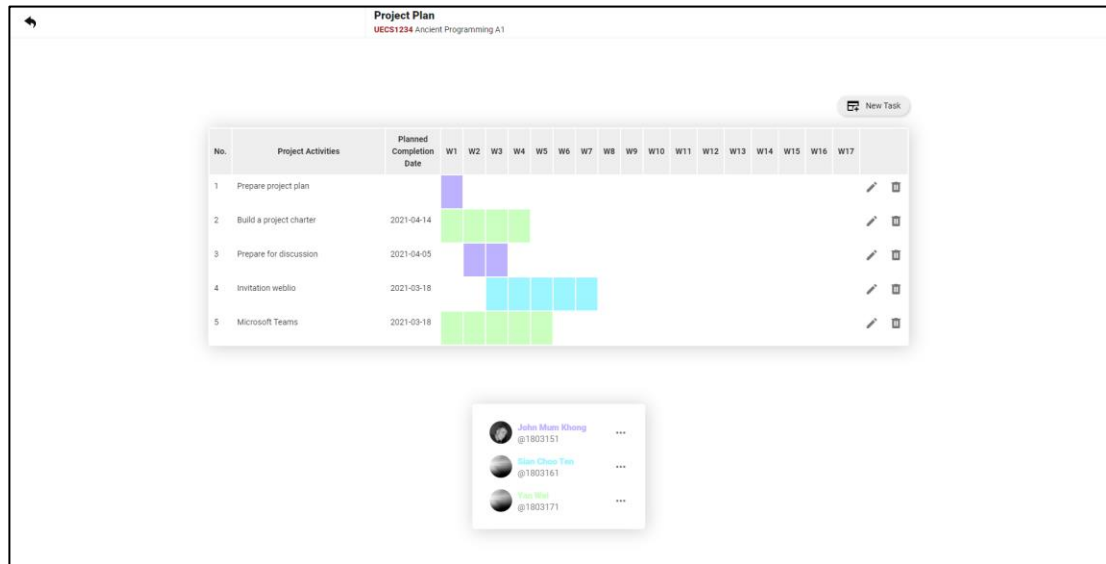 Project Plan
UECS1234 Ancient Programming A1
New Task
No. Project Activities Planned Completion Date W1 W2 W3 W4 W5 W6 W7 W8 W9 W10 W11 W12 W13 W14 W15 W16 W17
1 Prepare project plan
2 Build a project charter 2021-04-14
3 Prepare for discussion 2021-04-05
4 Invitation weblio 2021-03-18
5 Microsoft Teams 2021-03-18
John Mum Khong
@1803151
Sian Chuo Ten
@1803161
@1803171